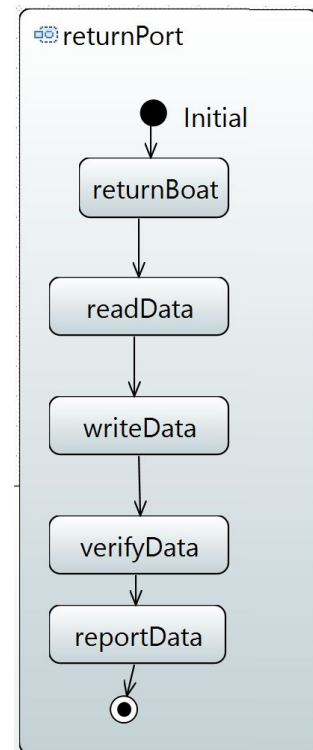 returnPort
Initial
returnBoat
readData
writeData
verifyData
reportData